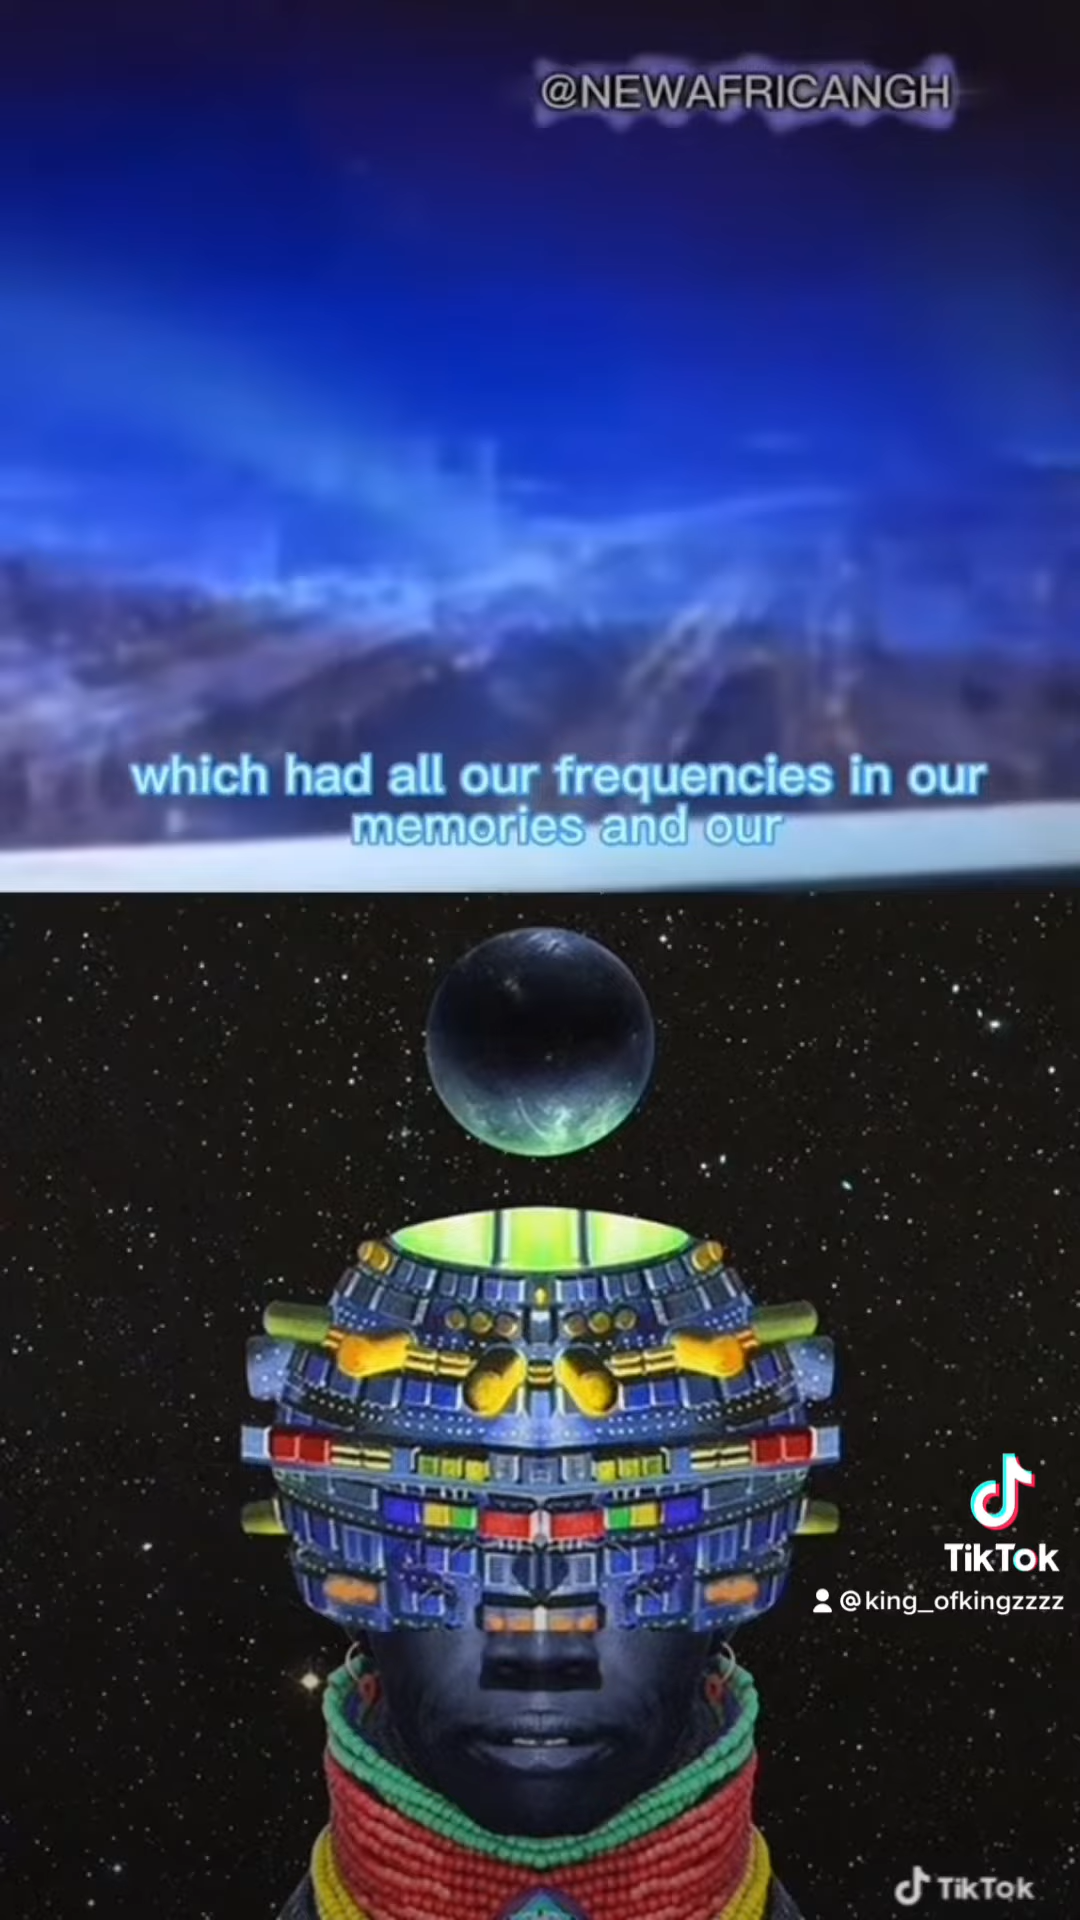 @NEWAFRICANGH
which had all our frequencies in our
memories and our
TikTok
@king_ofkingzzzz
TikTok